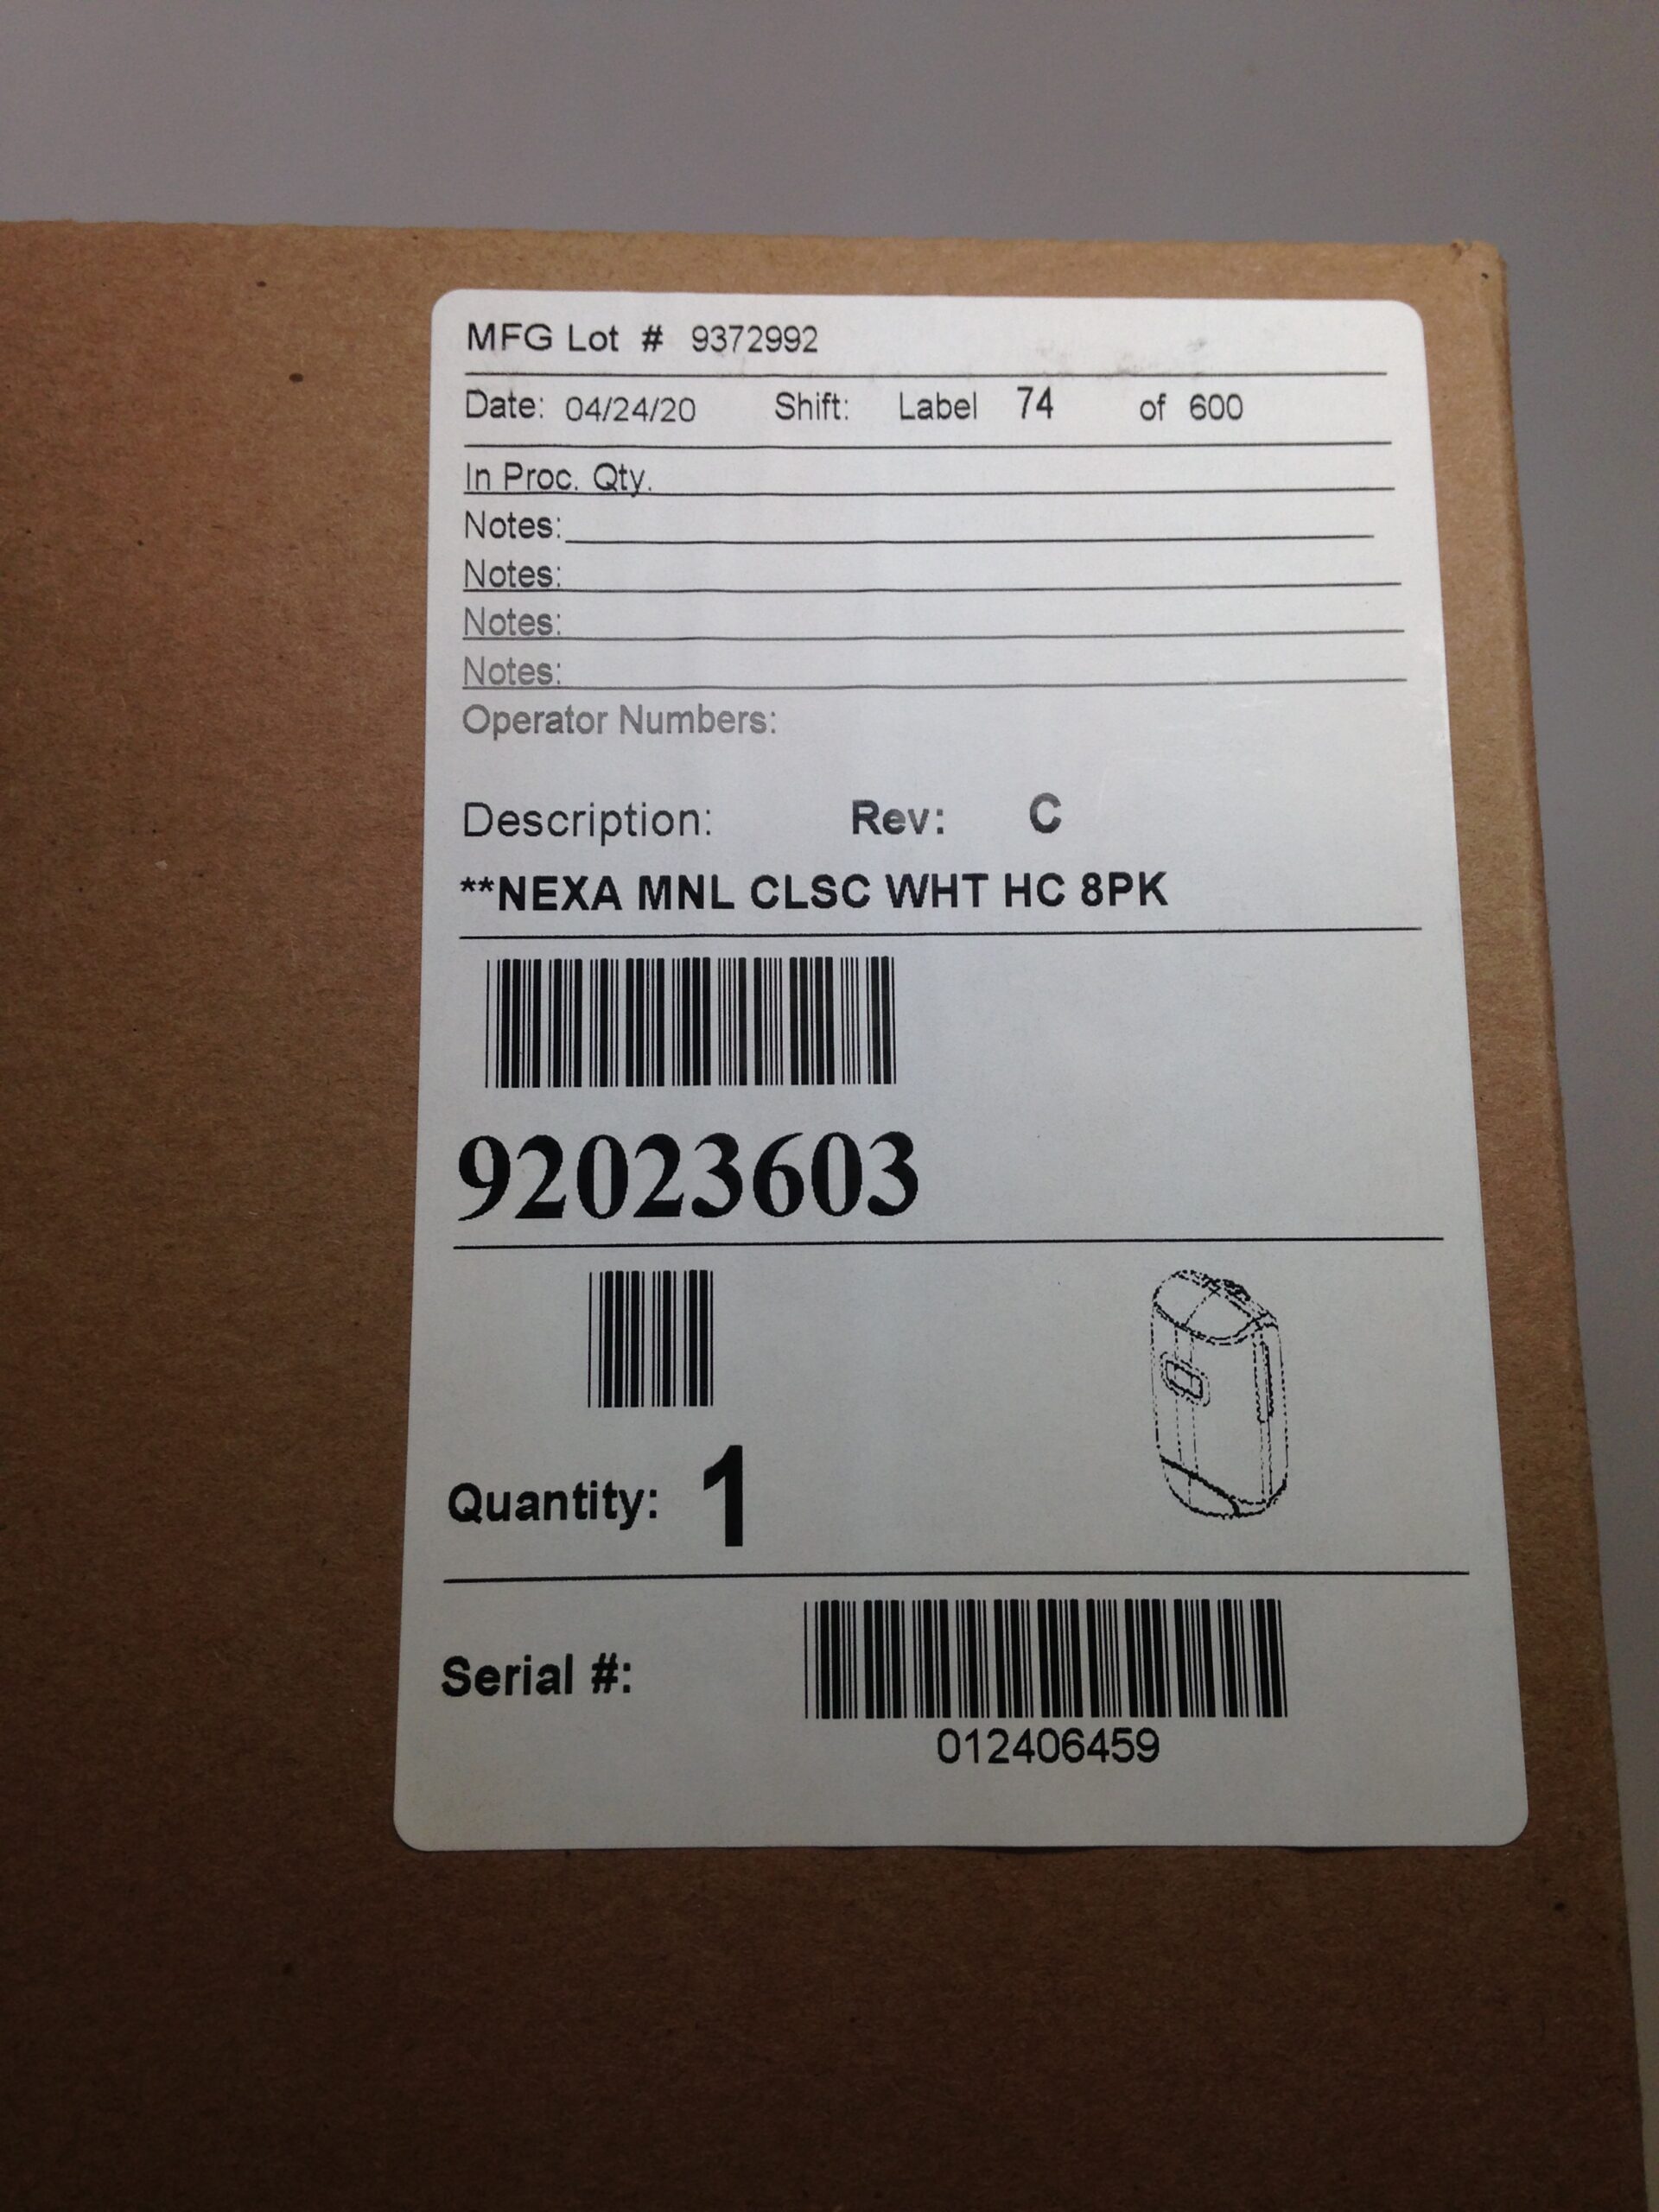 MFG Lot # 9372992
Date: 04/24/20 Shift: Label 74 of 600
In Proc. Qty.
Notes:
Notes:
Notes:
Notes:
Operator Numbers:
Description: Rev: C
**NEXA MNL CLSC WHT HC 8PK
92023603
Quantity: 1
Serial #:
012406459